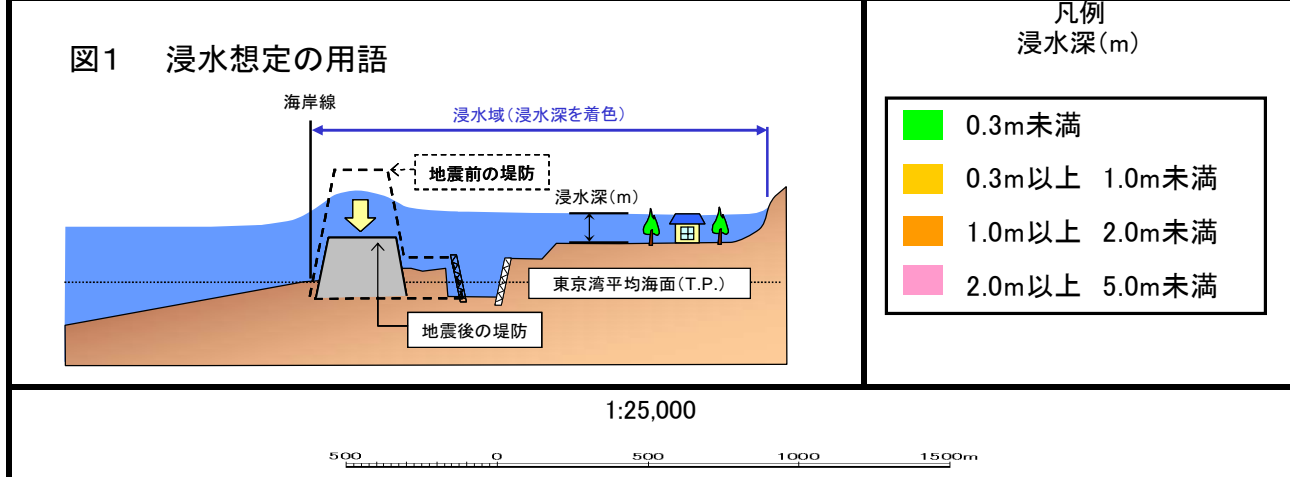 図1 浸水想定の用語
海岸線
浸水域(浸水深を着色)
地震前の堤防
浸水深(m)
東京湾平均海面(T.P.)
地震後の堤防
凡例
浸水深(m)
0.3m未満
0.3m以上 1.0m未満
1.0m以上 2.0m未満
2.0m以上 5.0m未満
1:25,000
500 0 500 1000 1500m